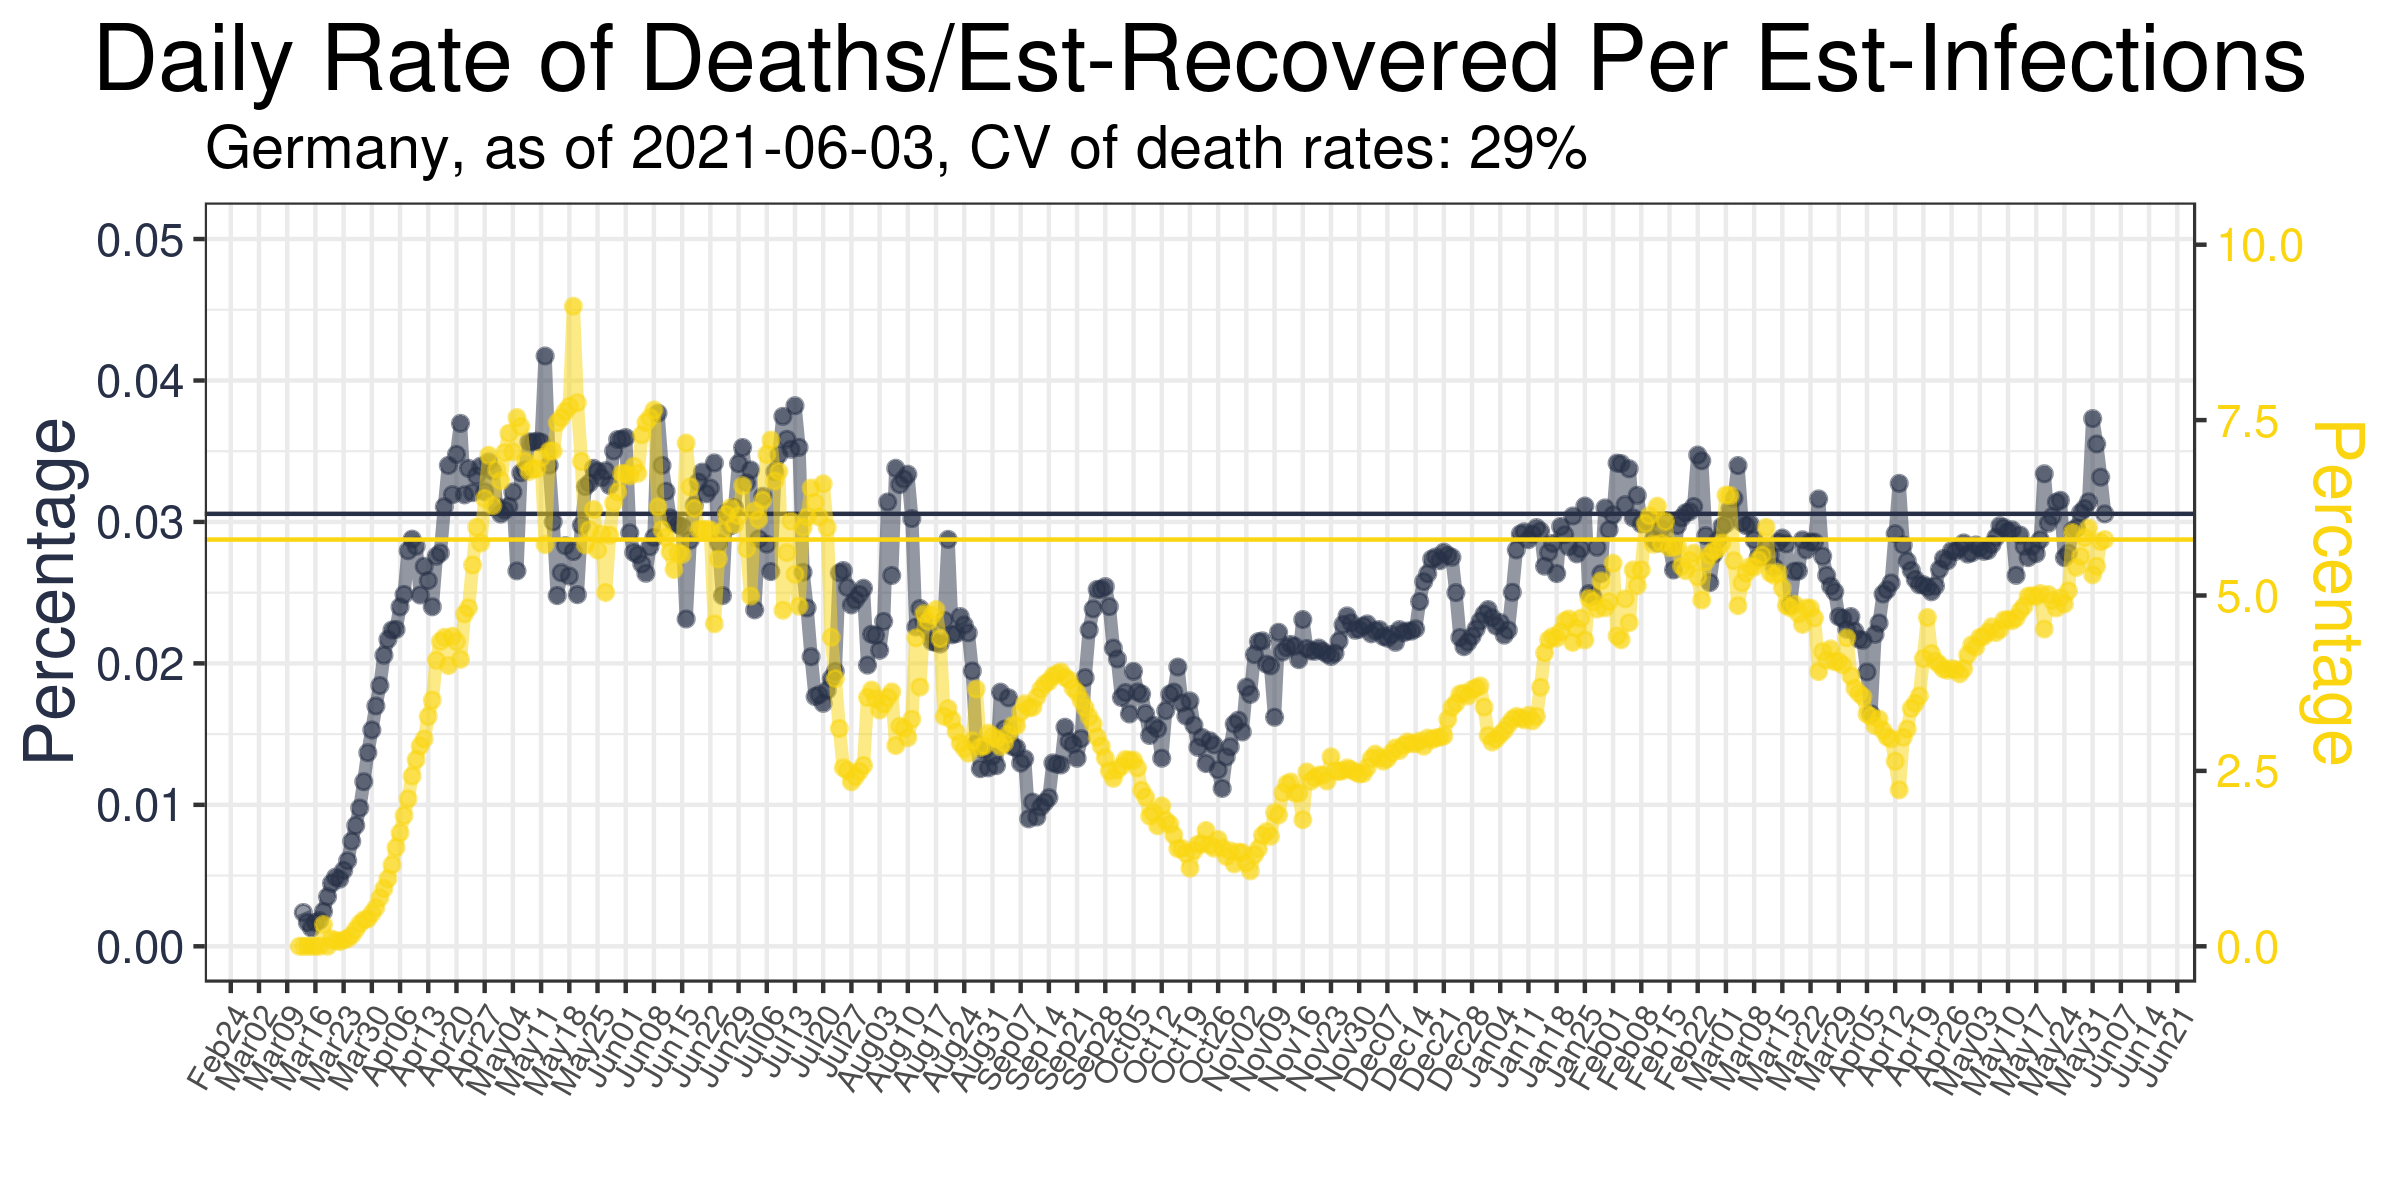 Daily Rate of Deaths/Est-Recovered Per Est-Infections
Germany, as of 2021-06-03, CV of death rates: 29%
Percentage
0.05
0.04
0.03
0.02
0.01
0.00
10.0
7.5
5.0
2.5
0.0
Percentage
Feb24
Mar02
Mar09
Mar16
Mar23
Mar30
Apr06
Apr13
Apr20
Apr27
May04
May11
May18
May25
Jun01
Jun08
Jun15
Jun22
Jun29
Jul06
Jul13
Jul20
Jul27
Aug03
Aug10
Aug17
Aug24
Aug31
Sep07
Sep14
Sep21
Sep28
Oct05
Oct12
Oct19
Oct26
Nov02
Nov09
Nov16
Nov23
Nov30
Dec07
Dec14
Dec21
Dec28
Jan04
Jan11
Jan18
Jan25
Feb01
Feb08
Feb15
Feb22
Mar01
Mar08
Mar15
Mar22
Mar29
Apr05
Apr12
Apr19
Apr26
May03
May10
May17
May24
May31
Jun07
Jun14
Jun21